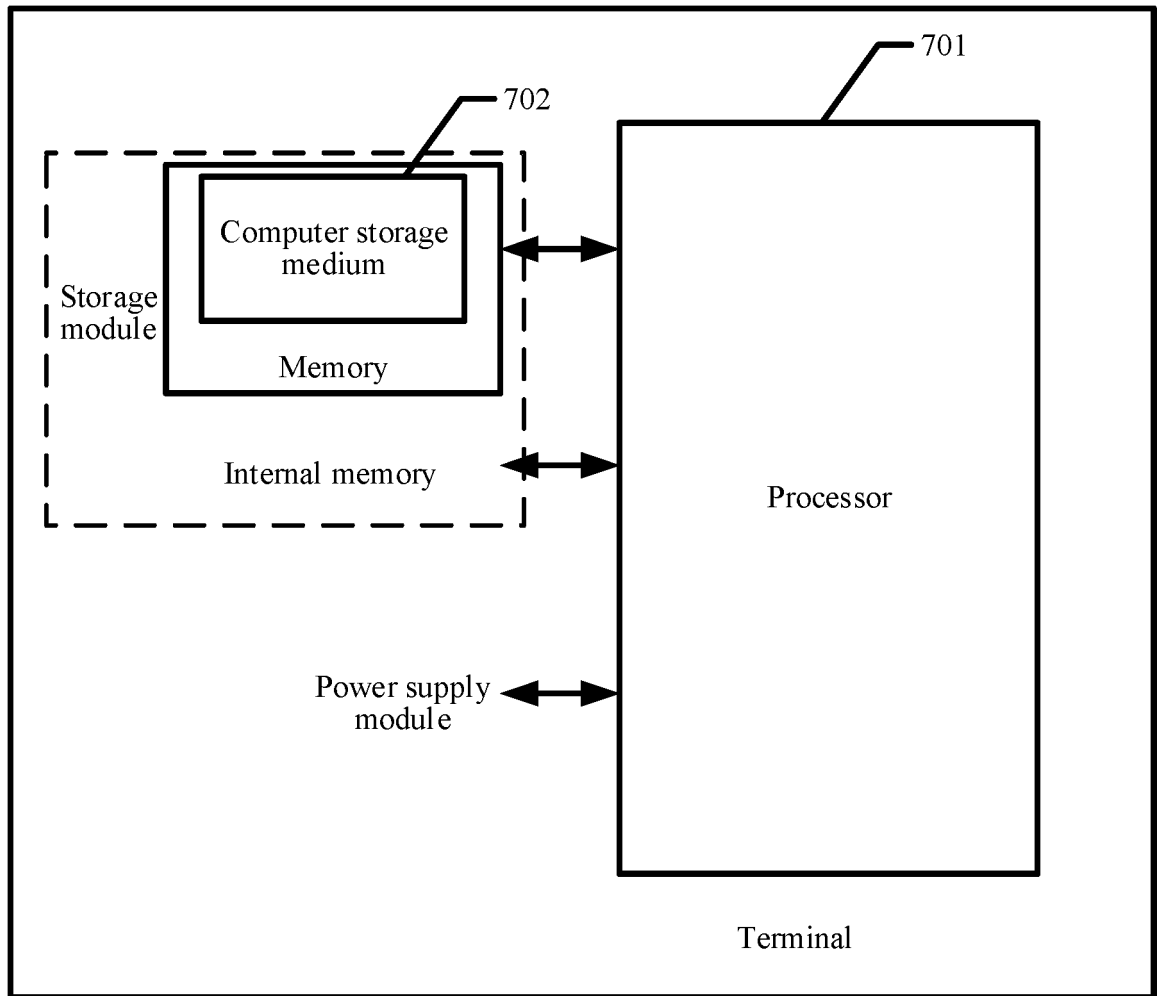 701
702
Computer storage
medium
Storage
module
Memory
Internal memory
Processor
Power supply
module
Terminal